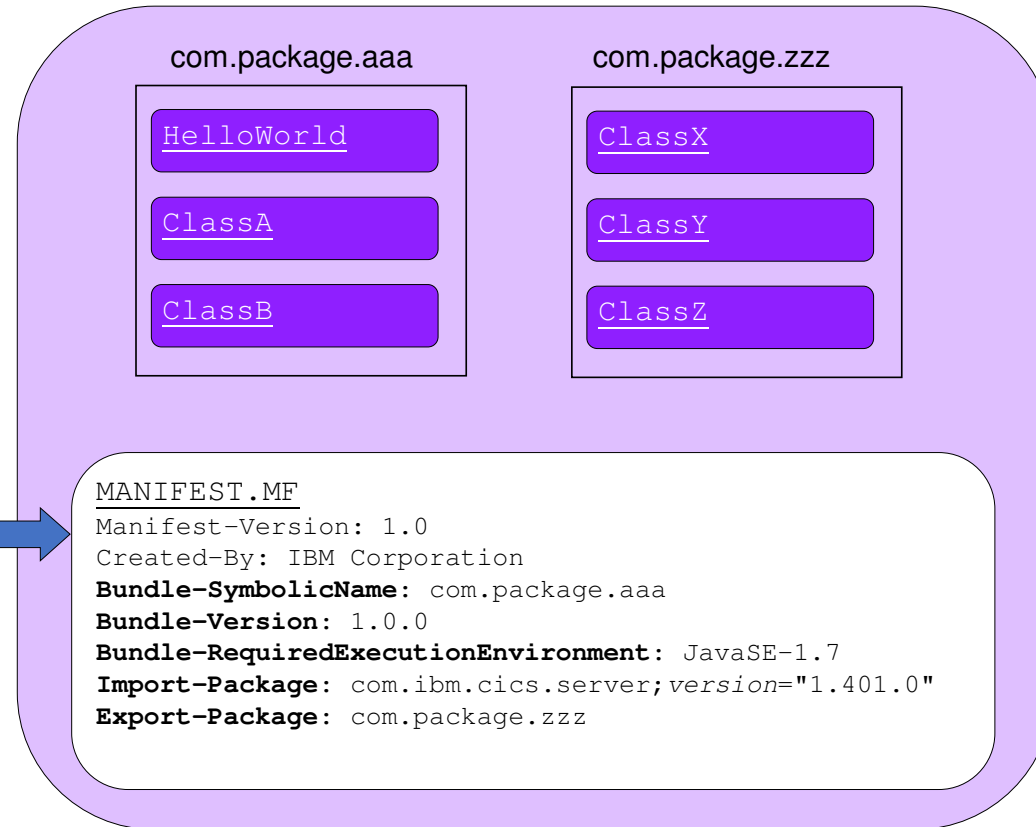 com.package.aaa
HelloWorld
ClassA
ClassB
com.package.zzz
ClassX
ClassY
ClassZ
MANIFEST.MF
Manifest-Version: 1.0
Created-By: IBM Corporation
Bundle-SymbolicName: com.package.aaa
Bundle-Version: 1.0.0
Bundle-RequiredExecutionEnvironment: JavaSE-1.7
Import-Package: com.ibm.cics.server;version="1.401.0"
Export-Package: com.package.zzz